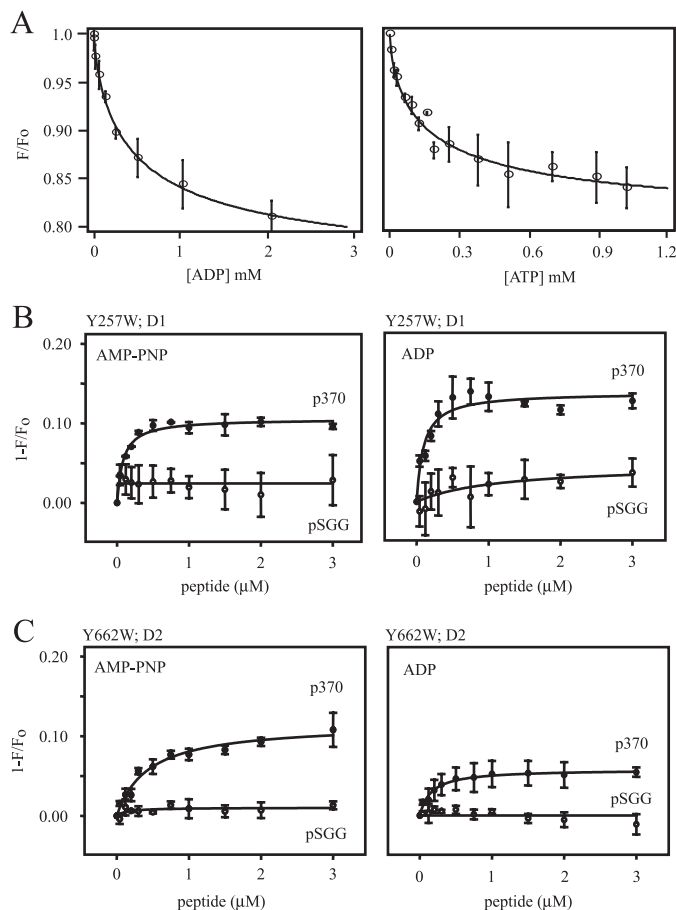 A
F/Fo
1.0
0.95
0.90
0.85
0.80
0 1 2 3
[ADP] mM
0 0.3 0.6 0.9 1.2
[ATP] mM
B
Y257W; D1
AMP-PNP
p370
pSGG
1-F/Fo
0.20
0.10
0.00
0 1 2 3
peptide (µM)
Y257W; D1
ADP
p370
pSGG
0 1 2 3
peptide (µM)
C
Y662W; D2
AMP-PNP
p370
pSGG
1-F/Fo
0.20
0.10
0.00
0 1 2 3
peptide (µM)
Y662W; D2
ADP
p370
pSGG
0 1 2 3
peptide (µM)